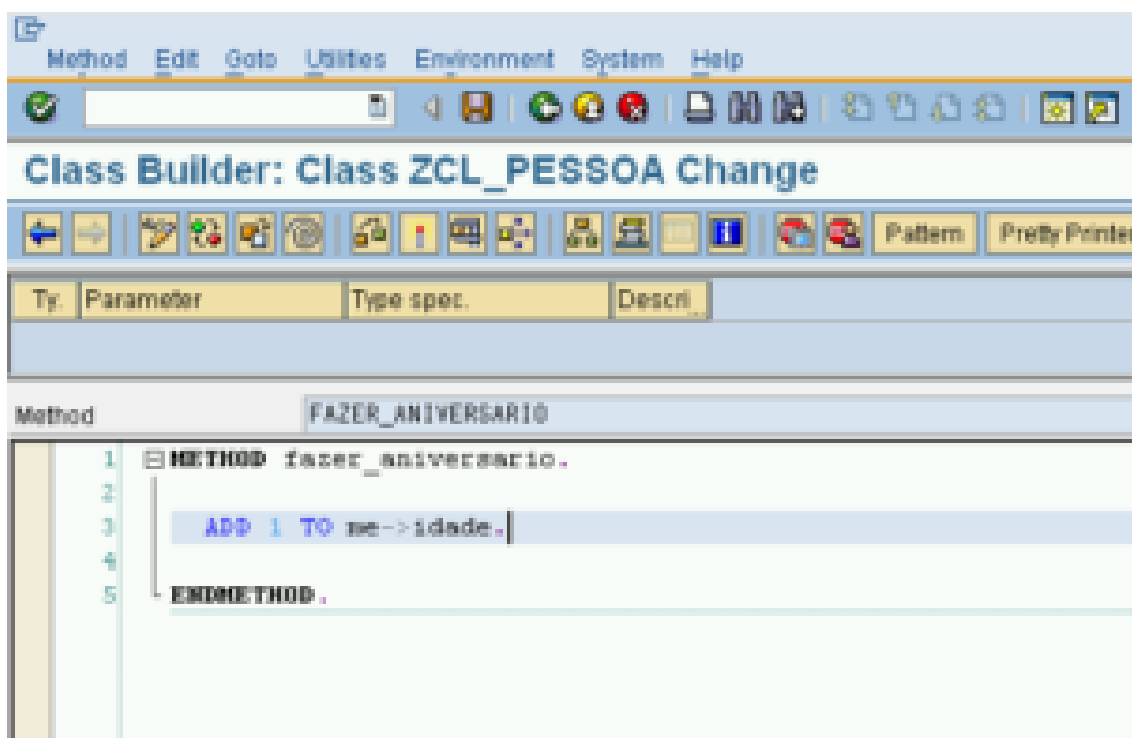 Method Edit Goto Utilities Environment System Help
Class Builder: Class ZCL_PESSOA Change
Pattern Pretty Printer
Ty. Parameter Type spec. Descri...
Method FAZER_ANIVERSARIO
1 METHOD fazer_aniversario.
2
3 ADD 1 TO me->idade.
4
5 ENDMETHOD.